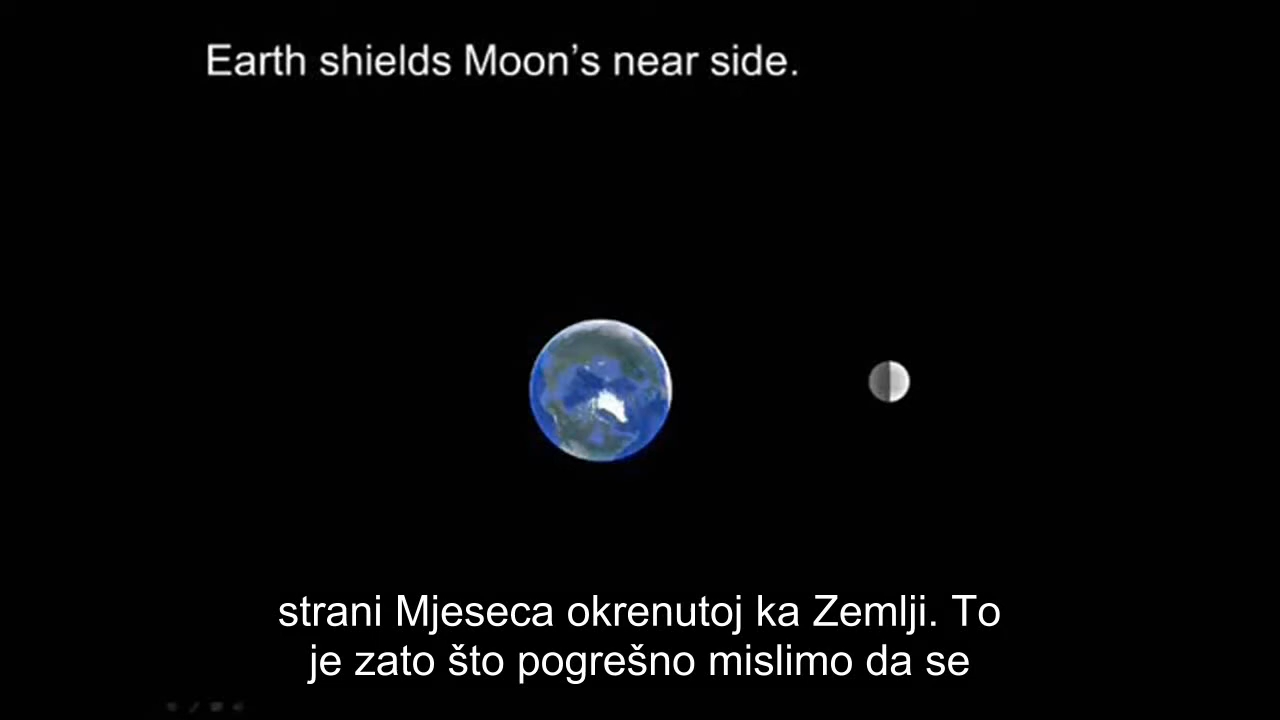 Earth shields Moon’s near side.
strani Mjeseca okrenutoj ka Zemlji. To
je zato što pogrešno mislimo da se